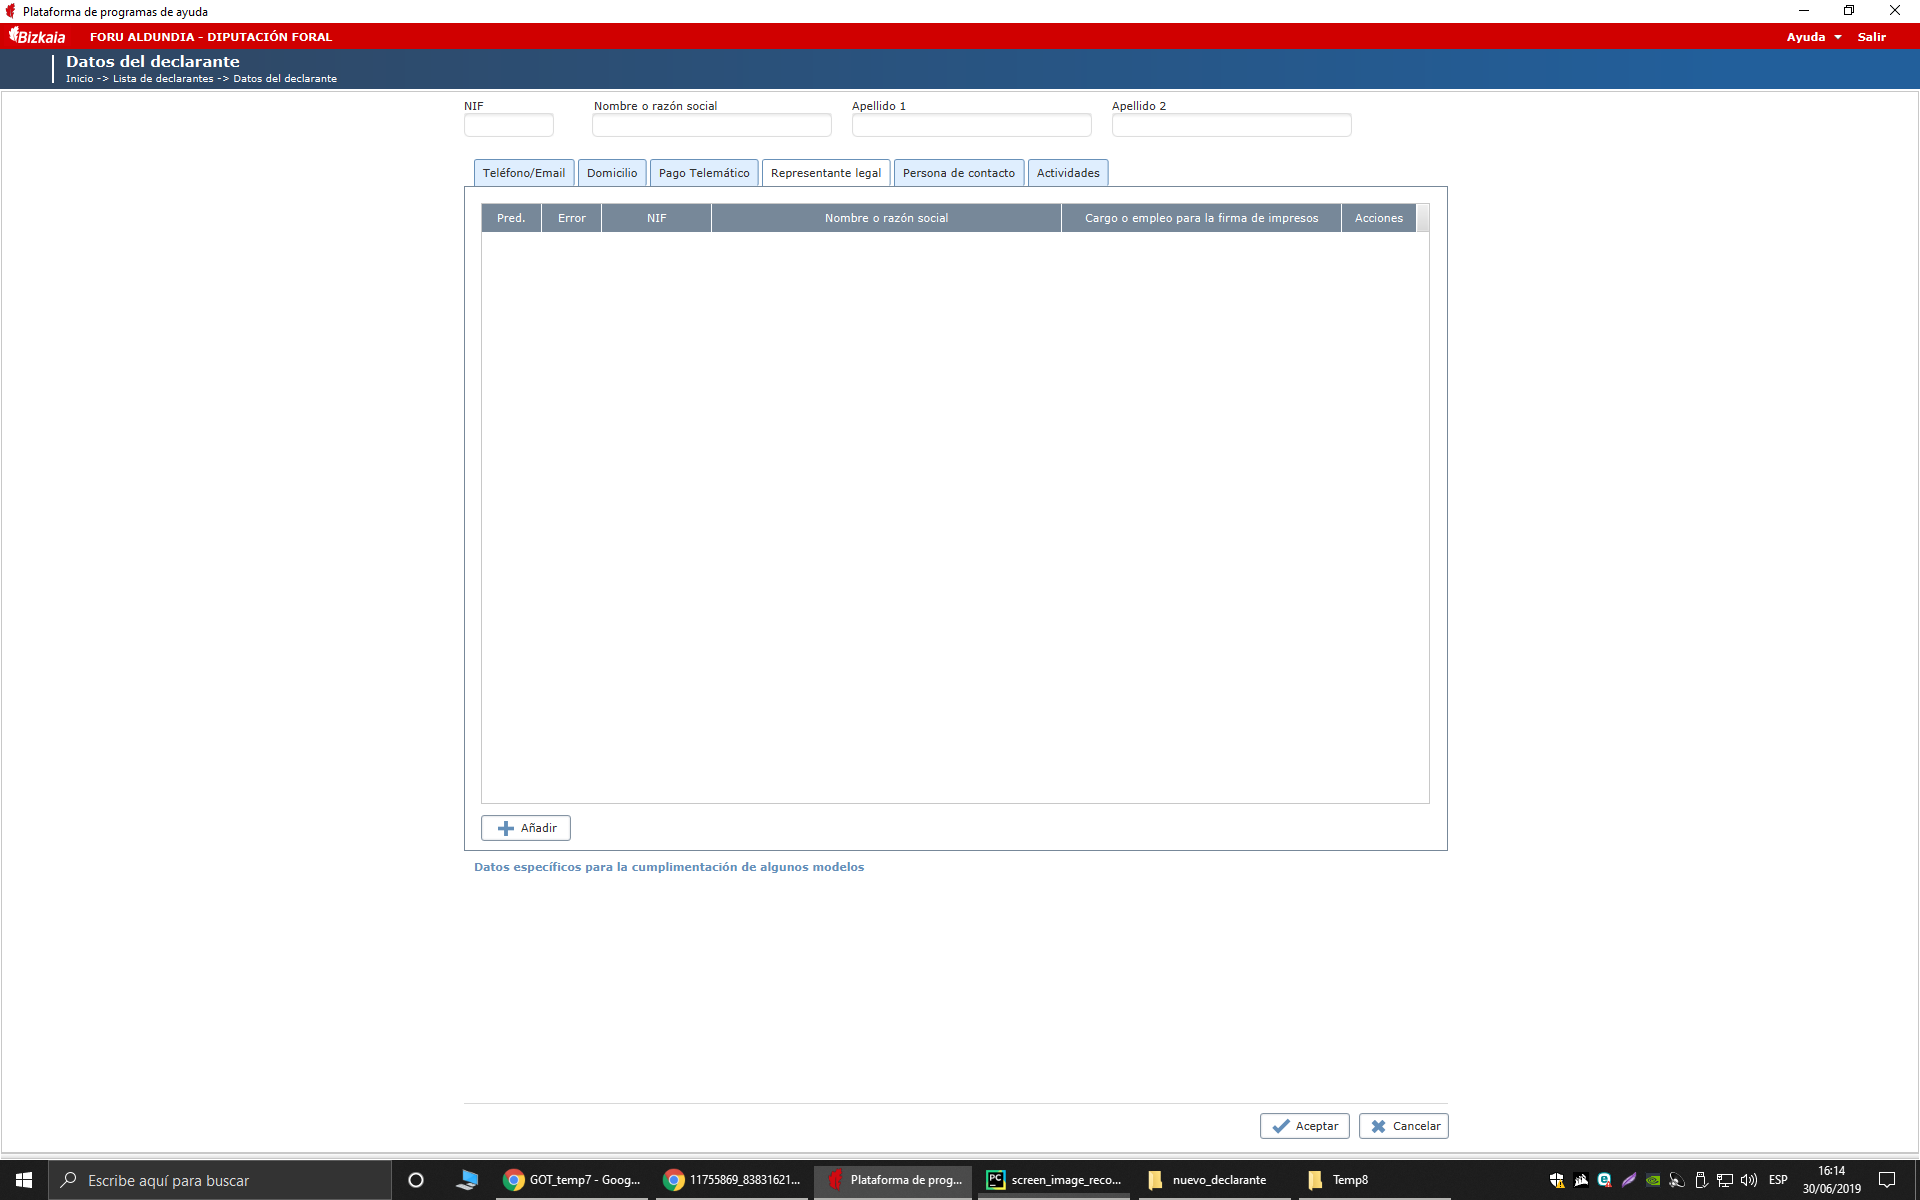 Plataforma de programas de ayuda
Bizkaia FORU ALDUNDIA - DIPUTACIÓN FORAL Ayuda Salir
Datos del declarante
Inicio -> Lista de declarantes -> Datos del declarante
NIF Nombre o razón social Apellido 1 Apellido 2
Teléfono/Email Domicilio Pago Telemático Representante legal Persona de contacto Actividades
Pred. Error NIF Nombre o razón social Cargo o empleo para la firma de impresos Acciones
Añadir
Datos específicos para la cumplimentación de algunos modelos
Aceptar Cancelar
Escribe aquí para buscar GOT_temp7 - Goog... 11755869_83831621... Plataforma de prog... PC screen_image_reco... nuevo_declarante Temp8 ESP 16:14
30/06/2019